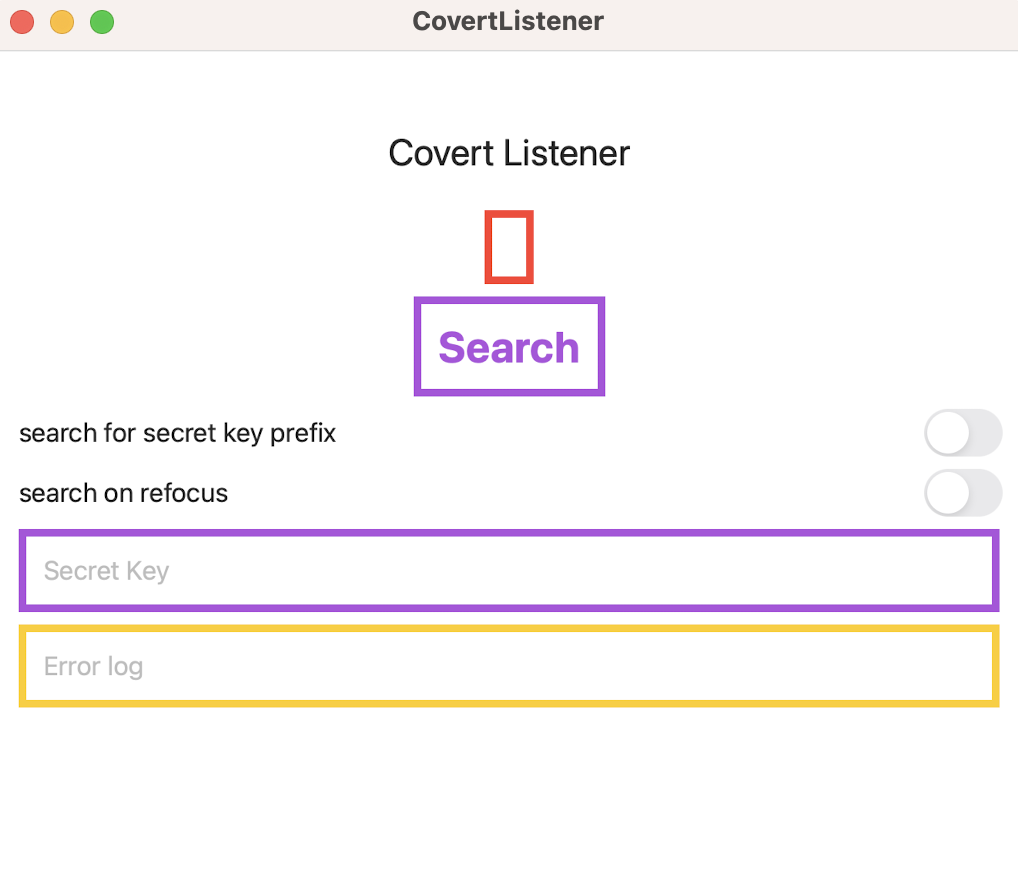 CovertListener
Covert Listener
Search
search for secret key prefix
search on refocus
Secret Key
Error log